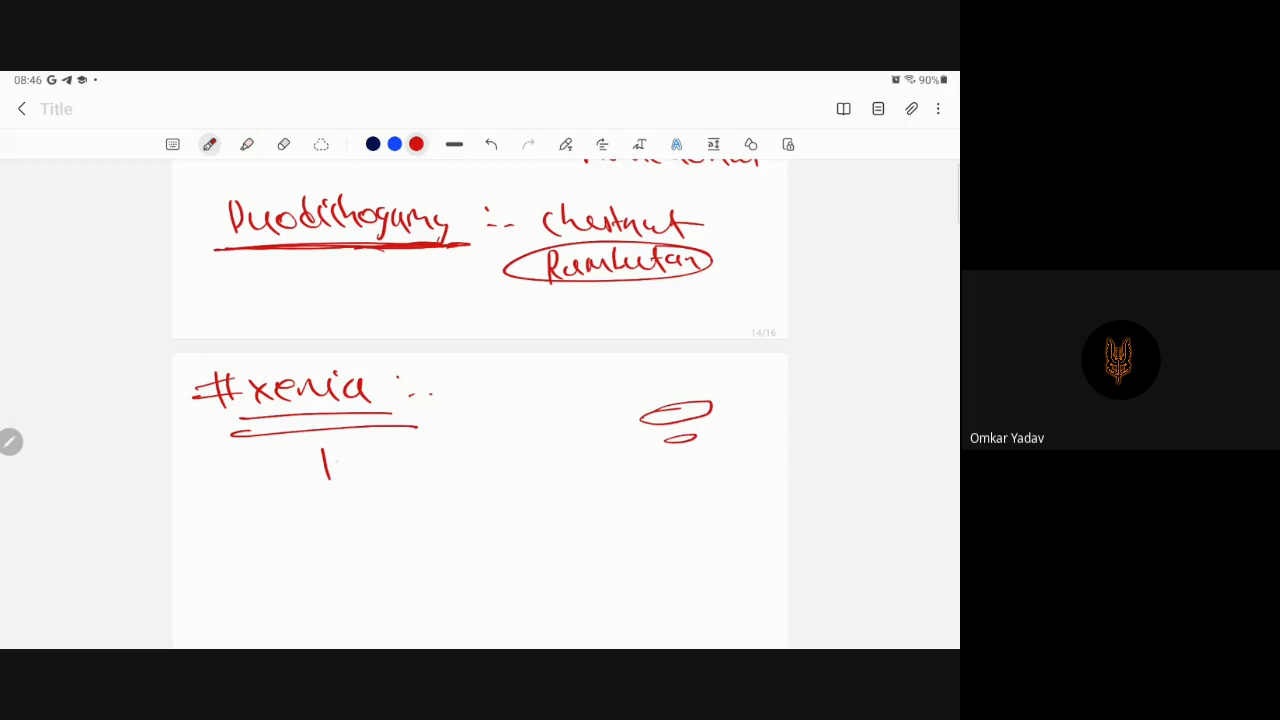 08:46
90%
Title
Duodichogamy :- Chestnut
Rambutan
14/16
#xenia :-
Omkar Yadav